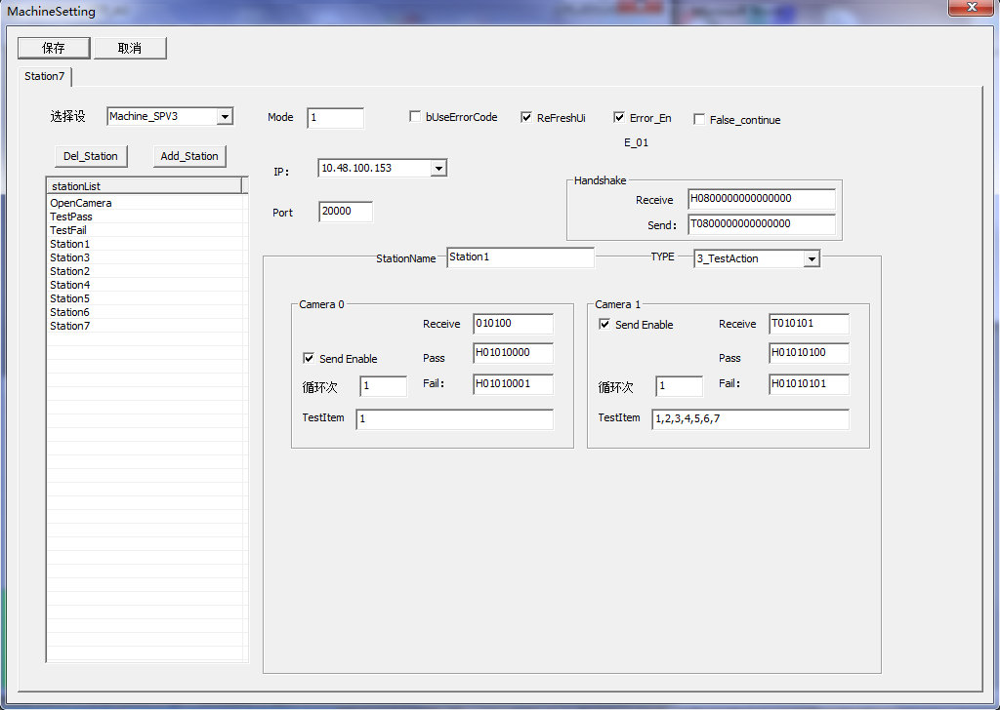 MachineSetting
保存 取消
Station7
选择设 Machine_SPV3 Mode 1 bUseErrorCode ReFreshUi Error_En False_continue
E_01
Del_Station Add_Station
IP: 10.48.100.153
Port 20000
Handshake
Receive H0800000000000000
Send: T0800000000000000
stationList
OpenCamera
TestPass
TestFail
Station1
Station3
Station2
Station4
Station5
Station6
Station7
StationName Station1 TYPE 3_TestAction
Camera 0
Receive 010100
Send Enable Pass H01010000
循环次 1 Fail: H01010001
TestItem 1
Camera 1
Send Enable Receive T010101
Pass H01010100
循环次 1 Fail: H01010101
TestItem 1,2,3,4,5,6,7